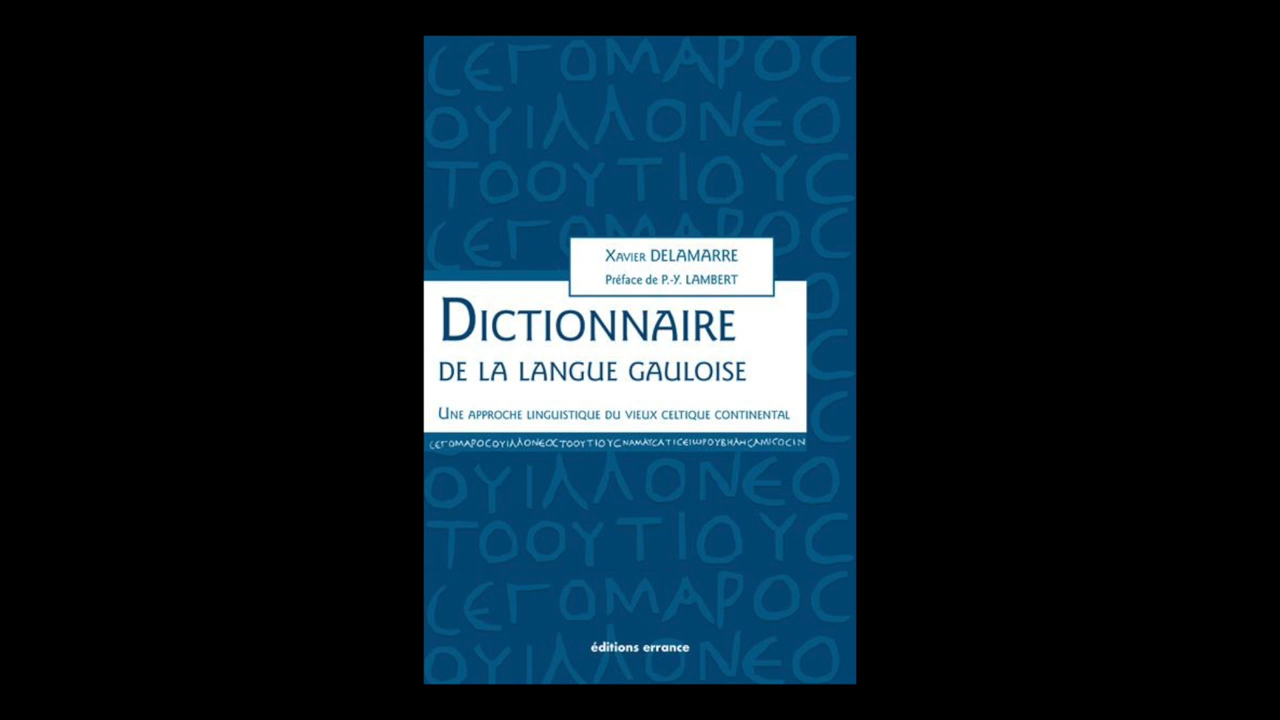 ϹΕΓΟΜΑΡΟϹ
ΟΥΙΛΛΟΝΕΟ
ΤΟΟΥΤΙΟΥϹ
ϹΕΓΟΜΑΡΟϹ
Xavier DELAMARRE
Préface de P.-Y. LAMBERT
DICTIONNAIRE
DE LA LANGUE GAULOISE
UNE APPROCHE LINGUISTIQUE DU VIEUX CELTIQUE CONTINENTAL
ϹΕΓΟΜΑΡΟϹΟΥΙΛΛΟΝΕΟϹΤΟΟΥΤΙΟΥϹΝΑΜΑΥϹΑΤΙϹΕΙωΡΟΥΒΗΛΗϹΑΜΙϹΟϹΙΝ
ΟΥΙΛΛΟΝΕΟ
ΤΟΟΥΤΙΟΥϹ
ϹΕΓΟΜΑΡΟϹ
ΟΥΙΛΛΟΝΕΟ
éditions errance